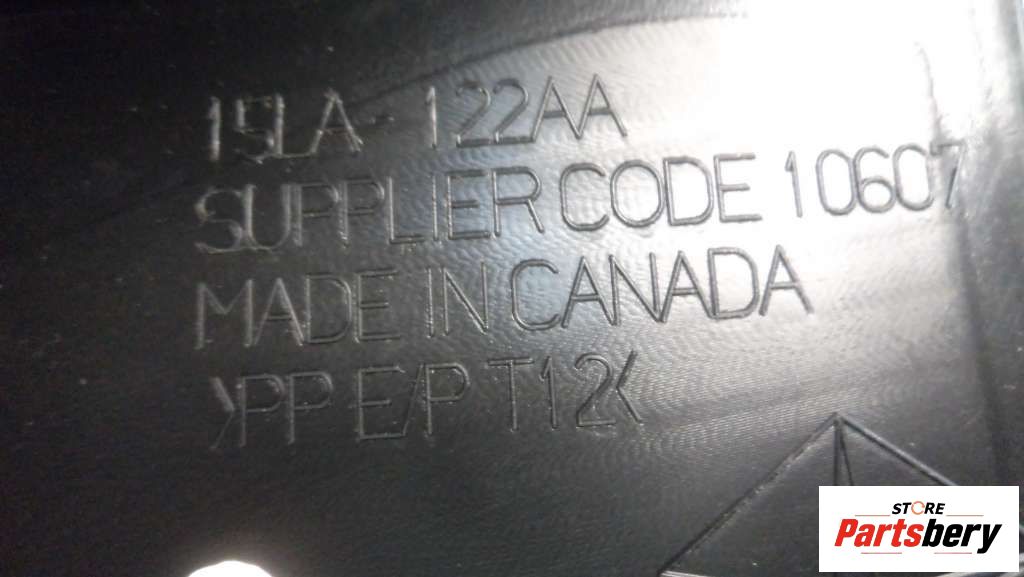 15LA-122AA
SUPPLIER CODE 10607
MADE IN CANADA
>PP E/P T12<
STORE
Partsbery